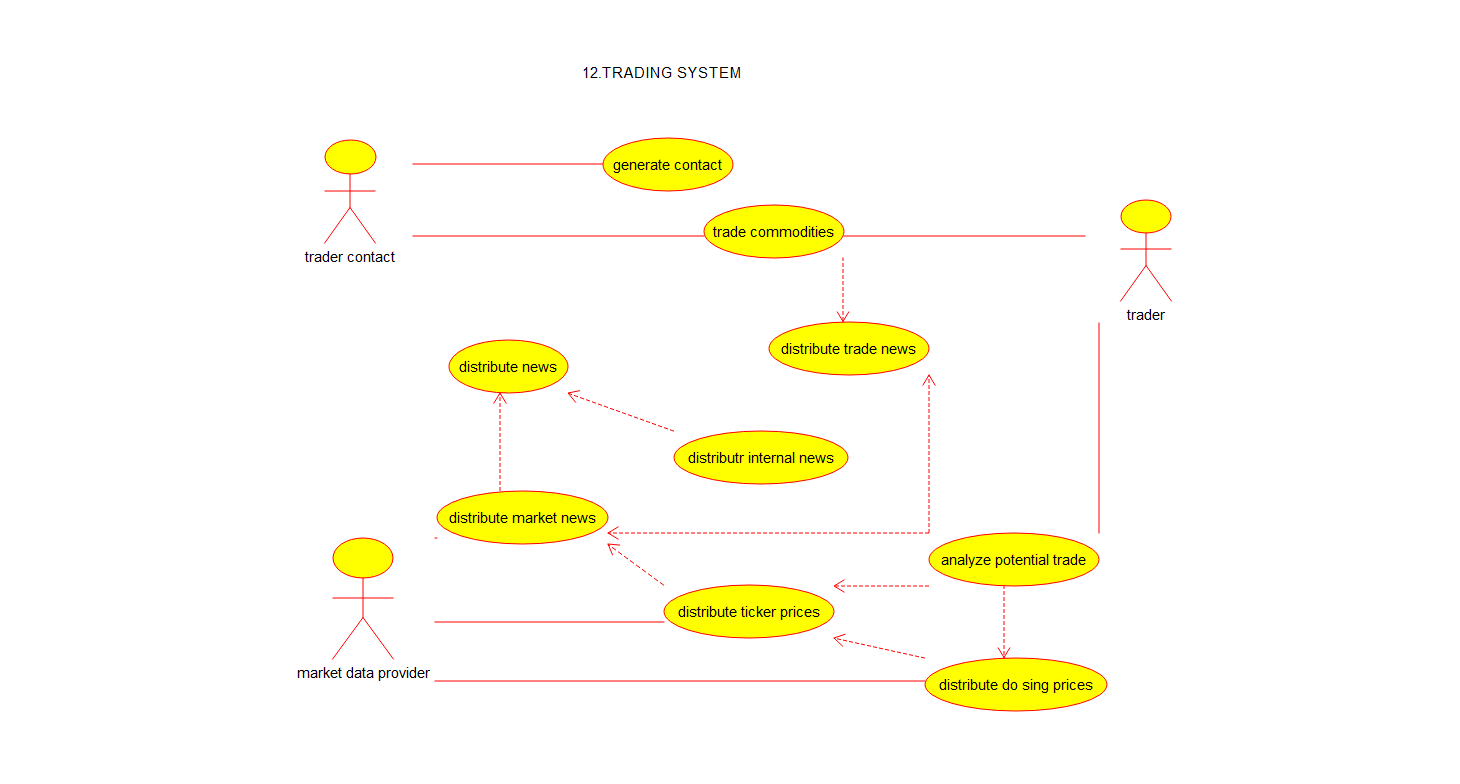 12.TRADING SYSTEM
generate contact
trade commodities
trader contact
trader
distribute trade news
distribute news
distributr internal news
distribute market news
analyze potential trade
distribute ticker prices
market data provider
distribute do sing prices